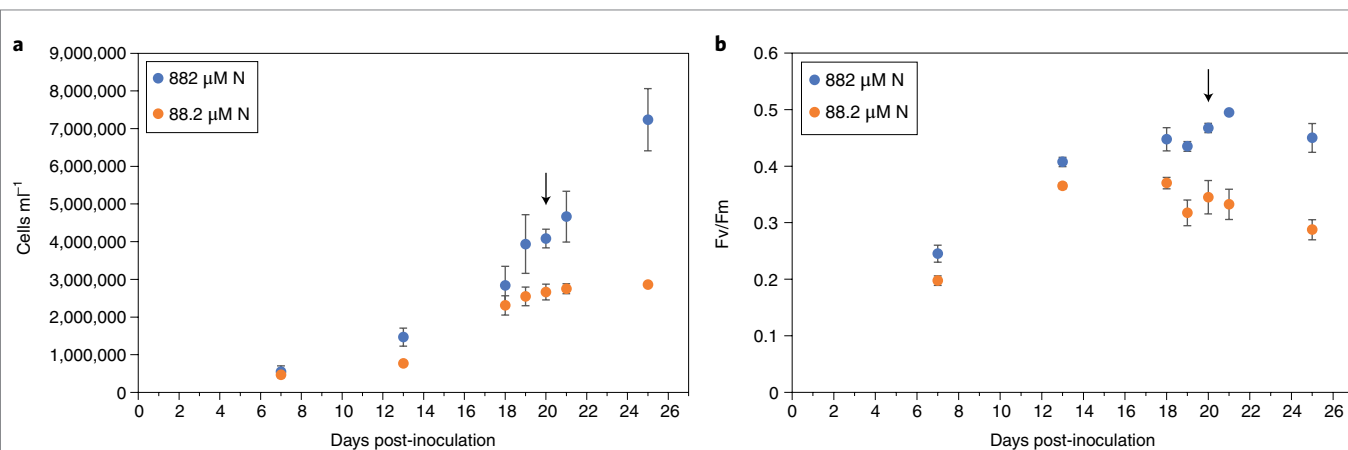 a
9,000,000
8,000,000
7,000,000
6,000,000
5,000,000
4,000,000
3,000,000
2,000,000
1,000,000
0
Cells ml⁻¹
882 μM N
88.2 μM N
0 2 4 6 8 10 12 14 16 18 20 22 24 26
Days post-inoculation
b
0.6
0.5
0.4
0.3
0.2
0.1
0
Fv/Fm
882 μM N
88.2 μM N
0 2 4 6 8 10 12 14 16 18 20 22 24 26
Days post-inoculation